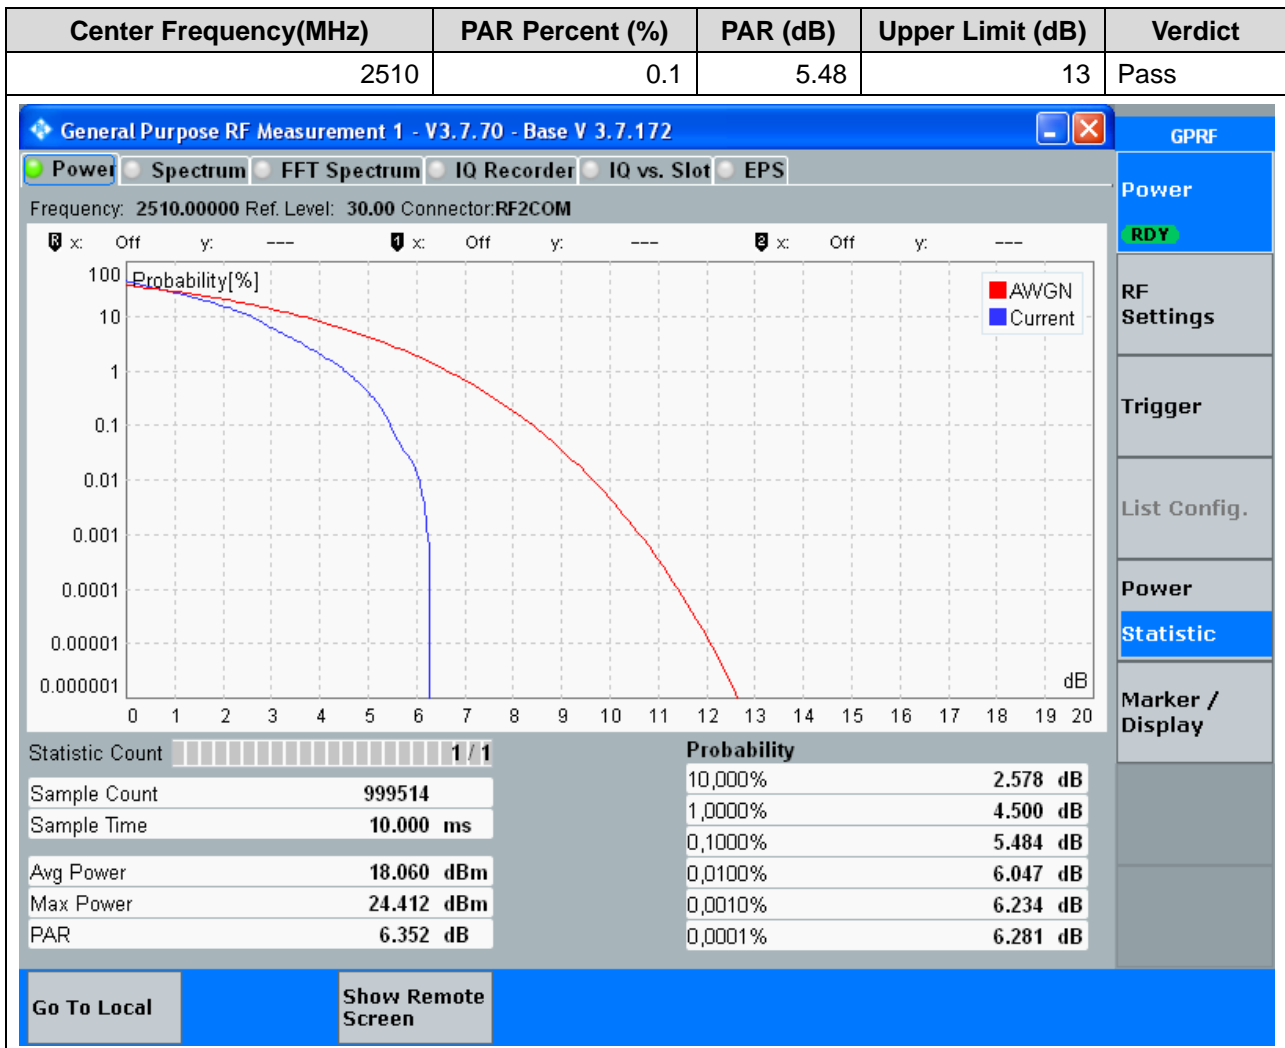 Center Frequency(MHz) PAR Percent (%) PAR (dB) Upper Limit (dB) Verdict
2510 0.1 5.48 13 Pass
General Purpose RF Measurement 1 - V3.7.70 - Base V 3.7.172
GPRF
Power Spectrum FFT Spectrum IQ Recorder IQ vs. Slot EPS
Power
RDY
Frequency: 2510.00000 Ref. Level: 30.00 Connector:RF2COM
R x: Off y: --- 1 x: Off y: --- 2 x: Off y: ---
Probability[%]
AWGN
Current
100
10
1
0.1
0.01
0.001
0.0001
0.00001
0.000001
dB
0 1 2 3 4 5 6 7 8 9 10 11 12 13 14 15 16 17 18 19 20
RF
Settings
Trigger
List Config.
Power
Statistic
Marker /
Display
Statistic Count 1 / 1
Sample Count 999514
Sample Time 10.000 ms
Avg Power 18.060 dBm
Max Power 24.412 dBm
PAR 6.352 dB
Probability
10,000% 2.578 dB
1,0000% 4.500 dB
0,1000% 5.484 dB
0,0100% 6.047 dB
0,0010% 6.234 dB
0,0001% 6.281 dB
Go To Local
Show Remote
Screen